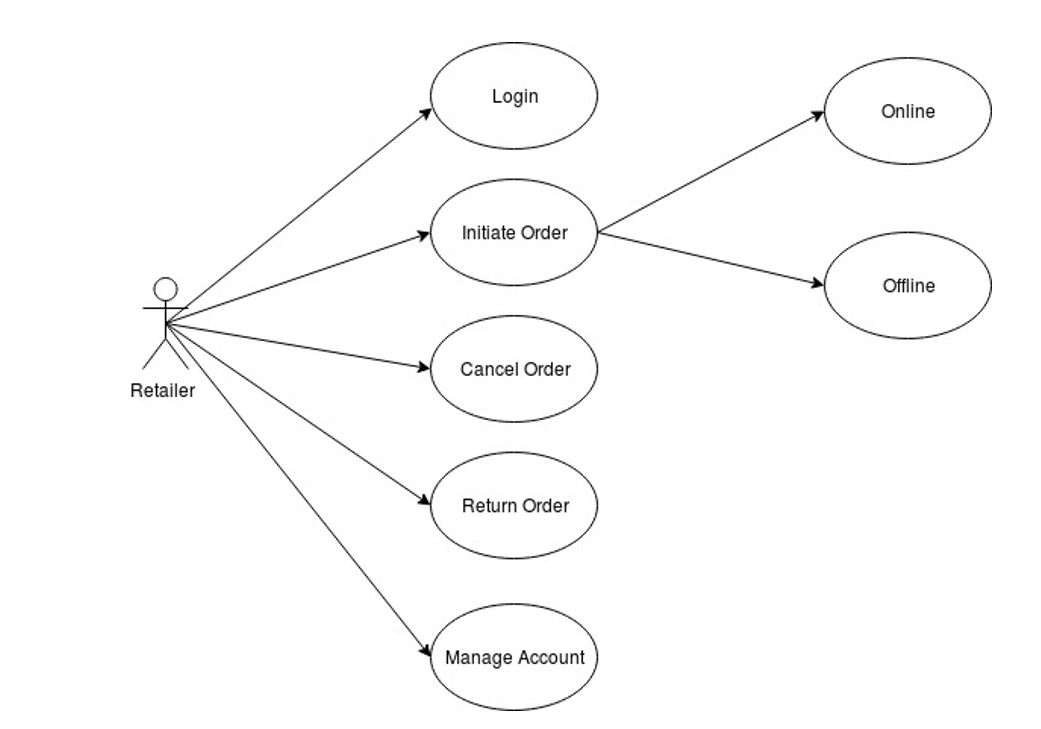 Login
Online
Initiate Order
Offline
Cancel Order
Retailer
Return Order
Manage Account